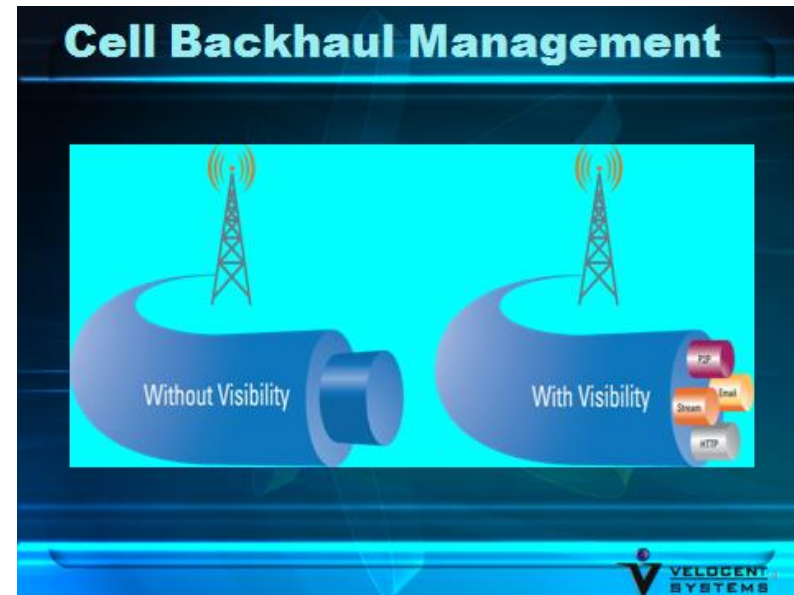 Cell Backhaul Management
Without Visibility
With Visibility
P2P
Email
Stream
HTTP
VELOCENT
SYSTEMS